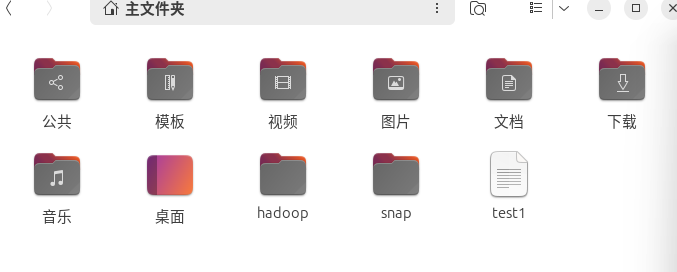 主文件夹
公共 模板 视频 图片 文档 下载
音乐 桌面 hadoop snap test1